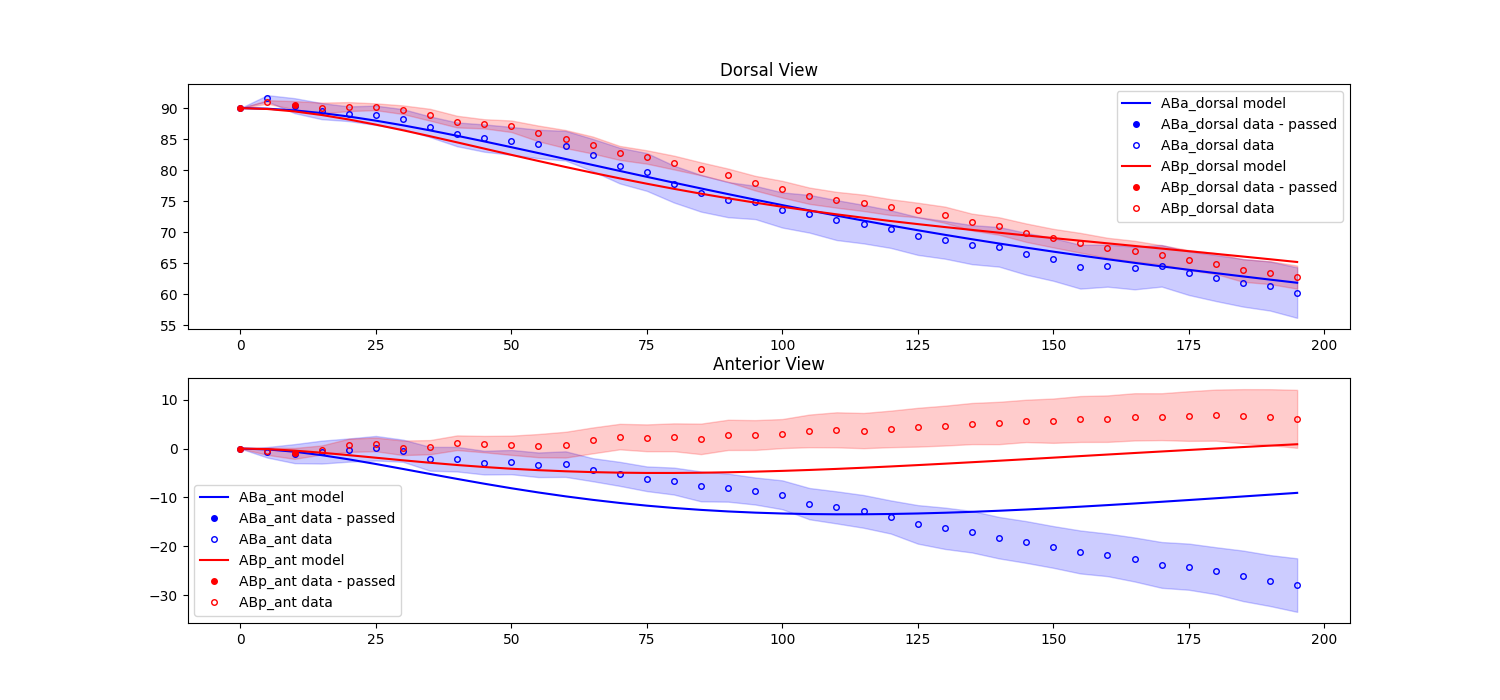 Dorsal View
90
85
80
75
70
65
60
55
ABa_dorsal model
ABa_dorsal data - passed
ABa_dorsal data
ABp_dorsal model
ABp_dorsal data - passed
ABp_dorsal data
0 25 50 75 100 125 150 175 200
Anterior View
10
0
−10
−20
−30
ABa_ant model
ABa_ant data - passed
ABa_ant data
ABp_ant model
ABp_ant data - passed
ABp_ant data
0 25 50 75 100 125 150 175 200